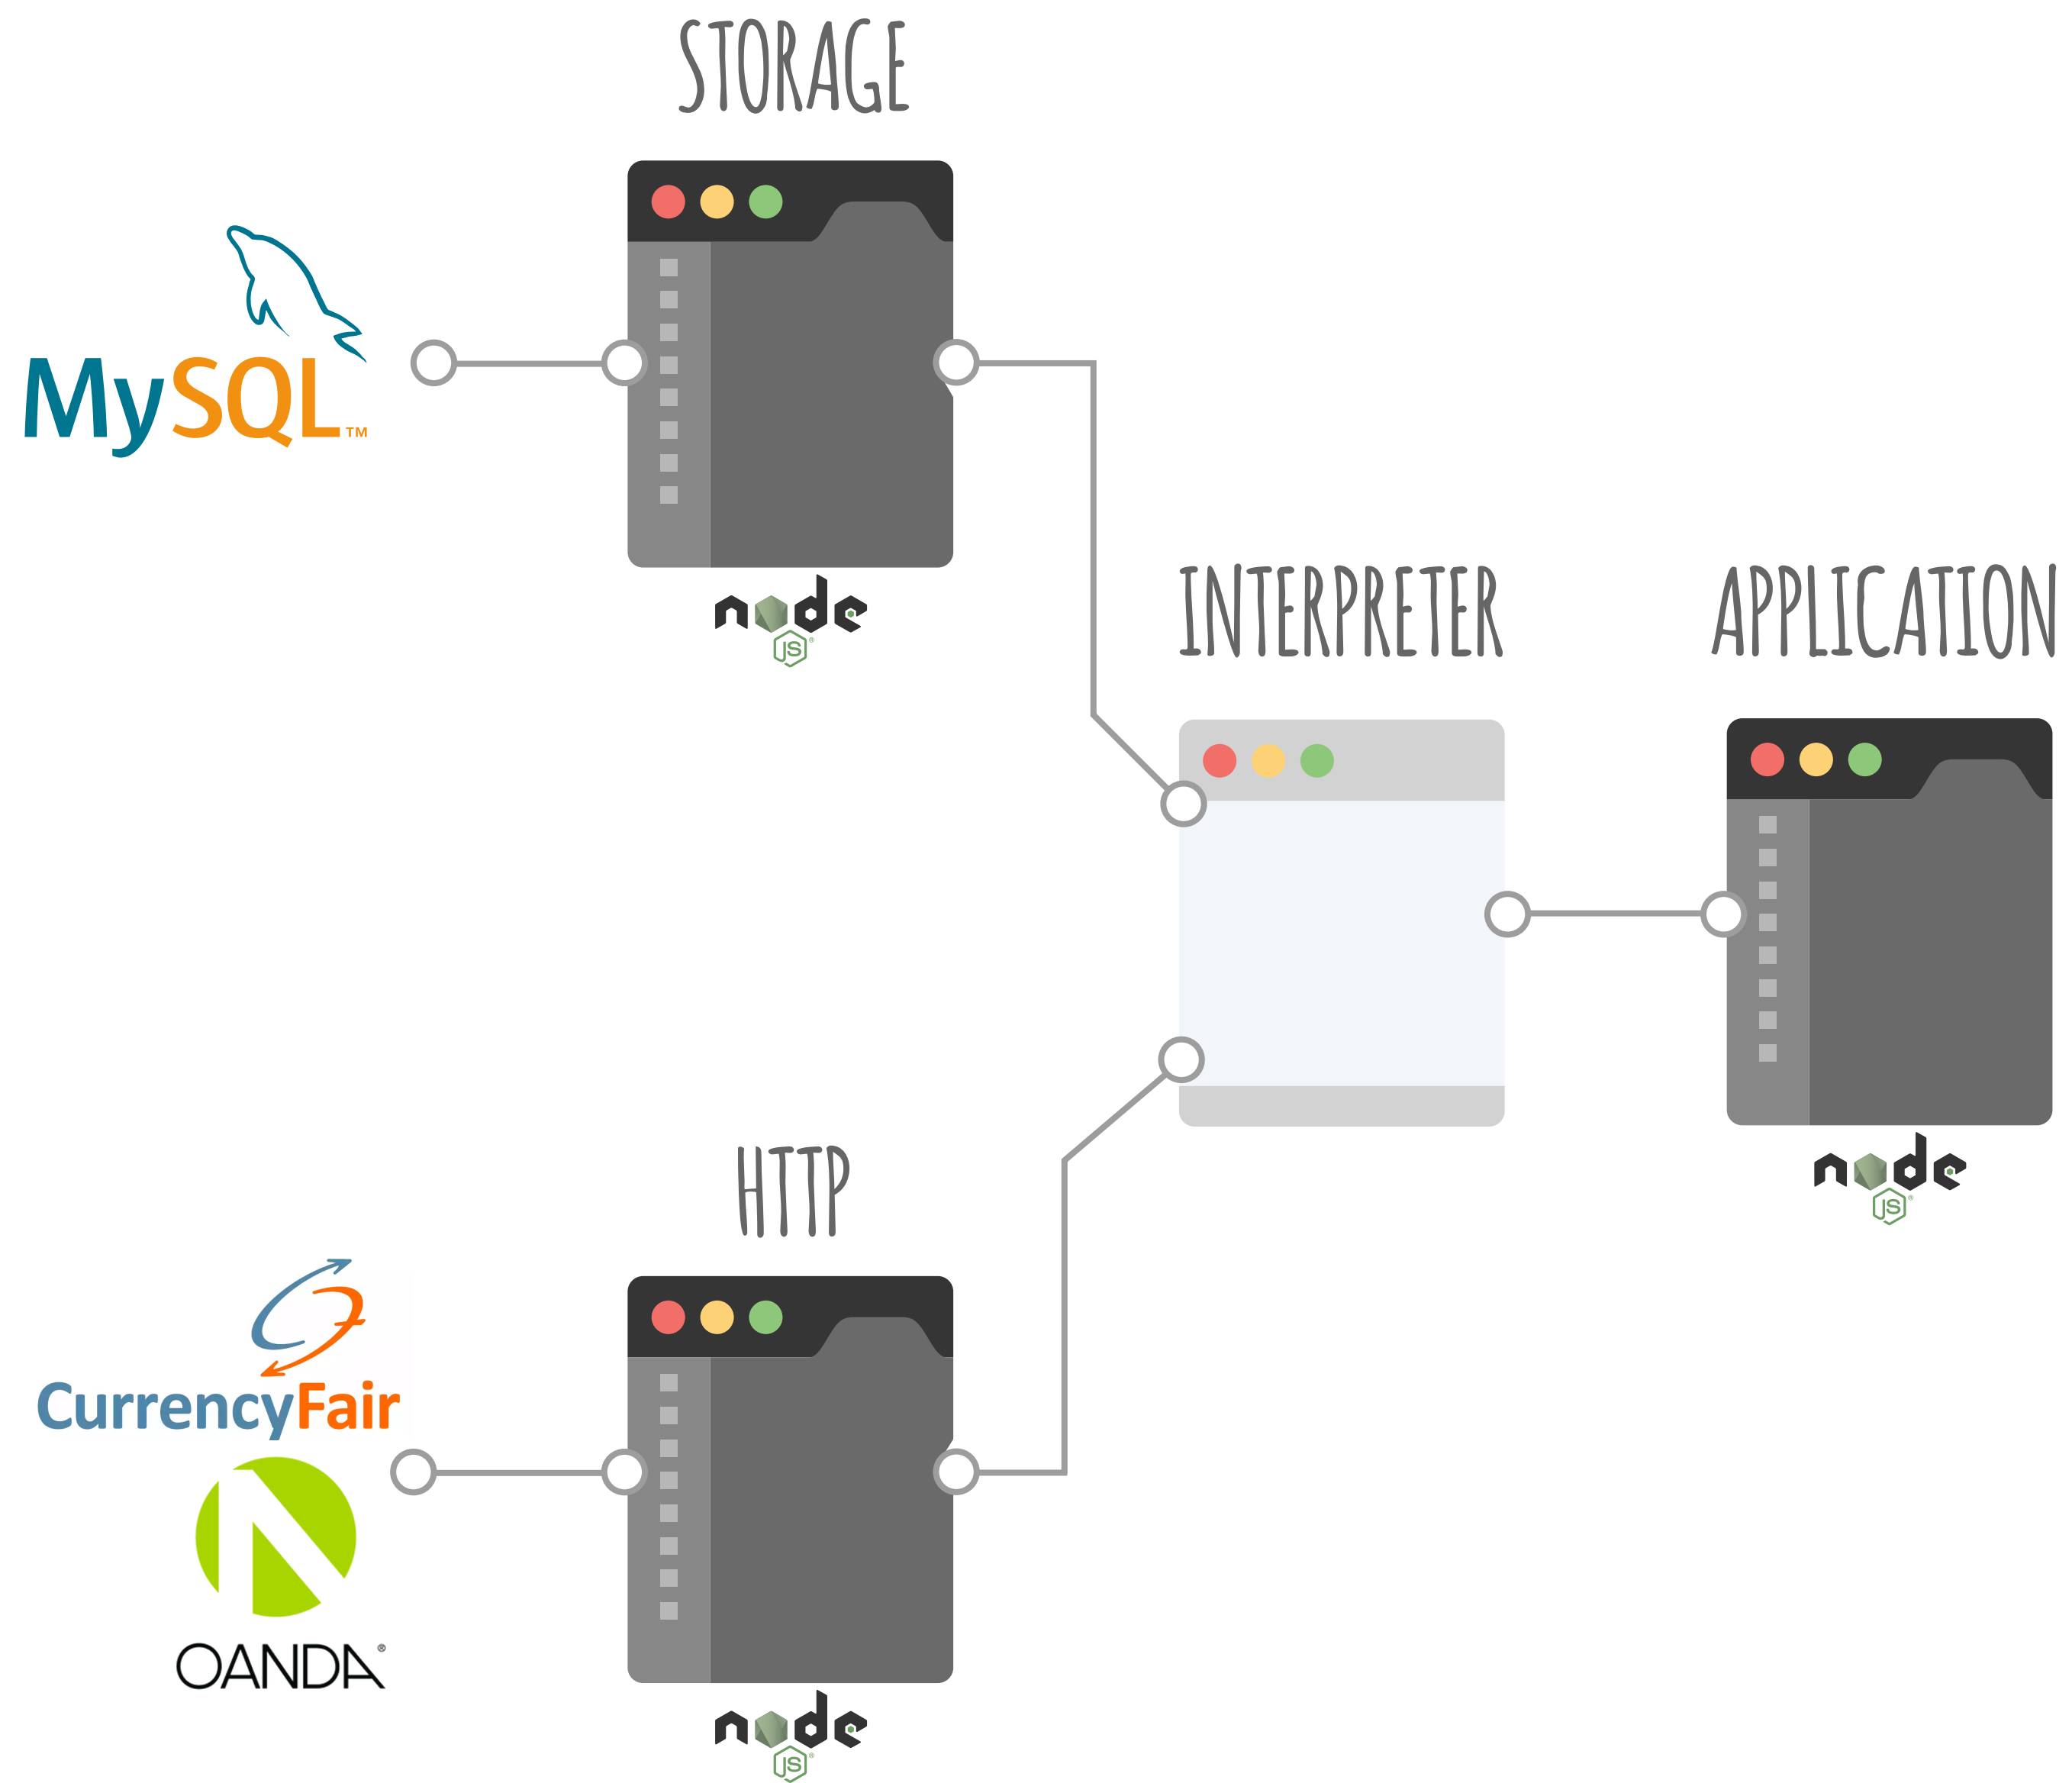 STORAGE
MySQL™
node
JS®
INTERPRETER
APPLICATION
node
JS®
HTTP
CurrencyFair
OANDA®
node
JS®